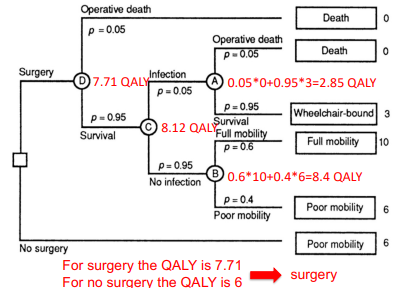 Operative death
p = 0.05
Death 0
Operative death
p = 0.05
Death 0
Surgery
D 7.71 QALY
Infection
p = 0.05
A 0.05*0+0.95*3=2.85 QALY
p = 0.95
Survival
C 8.12 QALY
p = 0.95
Survival
Wheelchair-bound 3
Full mobility
p = 0.6
Full mobility 10
p = 0.95
No infection
B 0.6*10+0.4*6=8.4 QALY
p = 0.4
Poor mobility
Poor mobility 6
No surgery
Poor mobility 6
For surgery the QALY is 7.71
For no surgery the QALY is 6
surgery